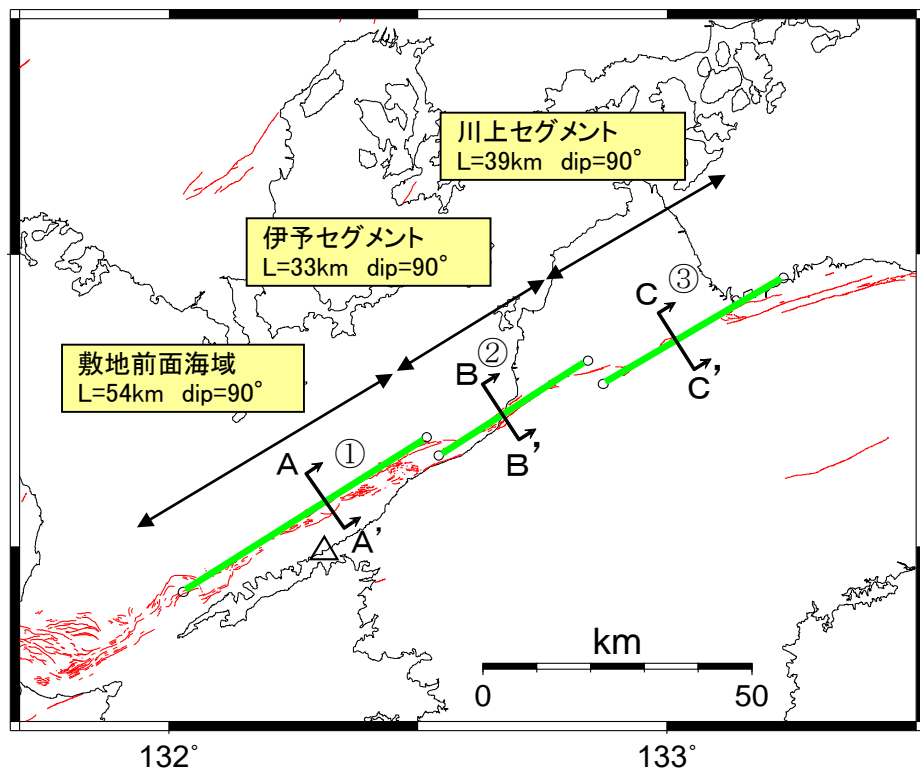 川上セグメント
L=39km dip=90°
伊予セグメント
L=33km dip=90°
敷地前面海域
L=54km dip=90°
③
C
C’
②
B
B’
①
A
A’
km
0 50
132° 133°